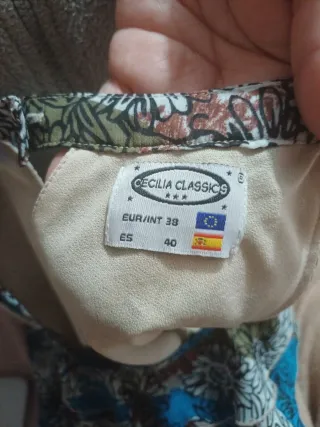 CECILIA CLASSICS
®
EUR/INT 38
ES 40